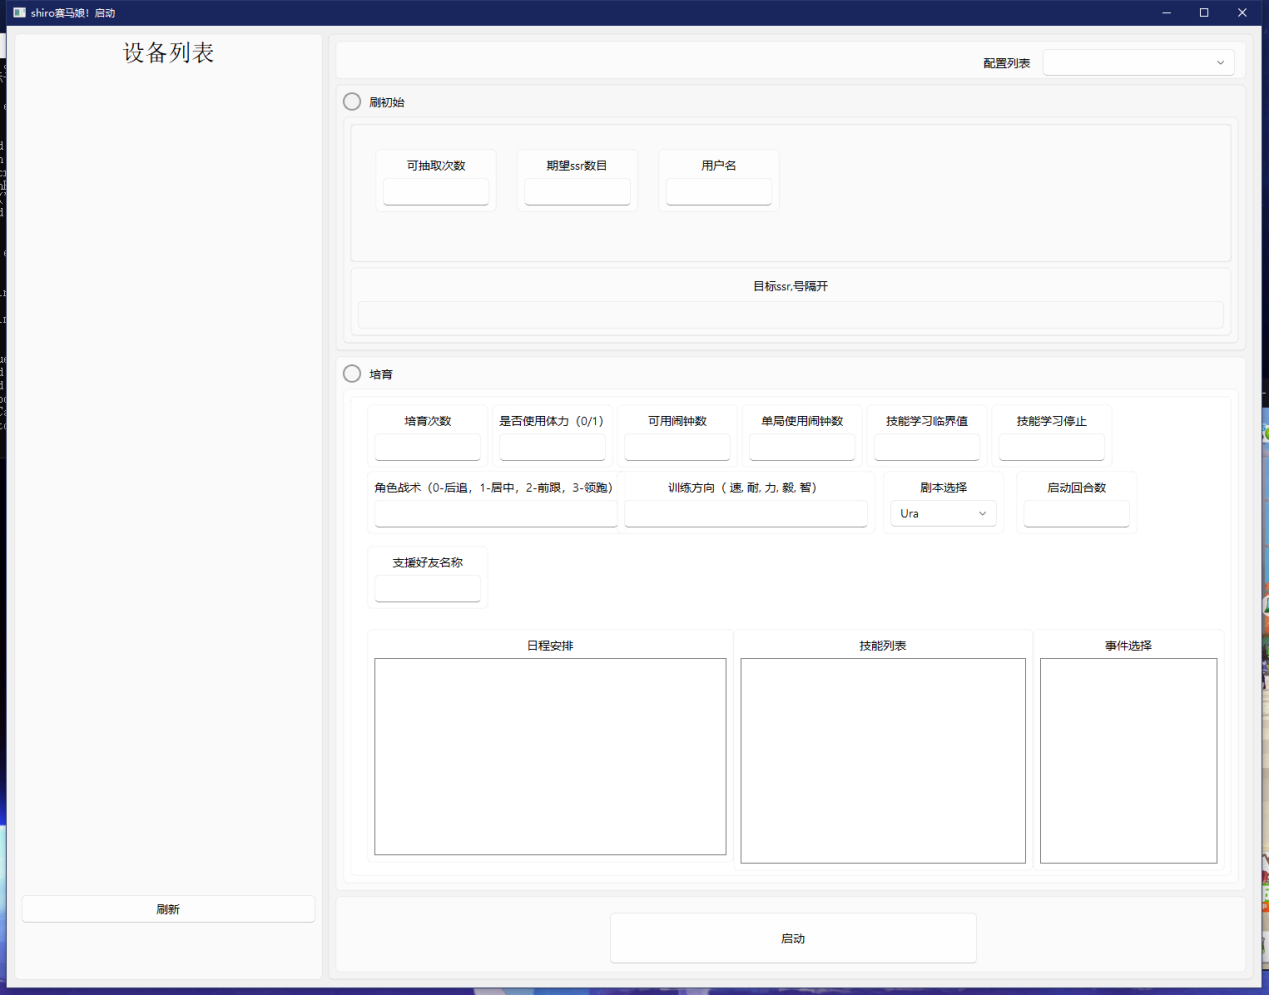 shiro赛马娘！启动
设备列表
刷新
配置列表
刷初始
可抽取次数
期望ssr数目
用户名
目标ssr,号隔开
培育
培育次数
是否使用体力（0/1）
可用闹钟数
单局使用闹钟数
技能学习临界值
技能学习停止
角色战术（0-后追，1-居中，2-前跟，3-领跑）
训练方向（ 速, 耐, 力, 毅, 智）
剧本选择
Ura
启动回合数
支援好友名称
日程安排
技能列表
事件选择
启动